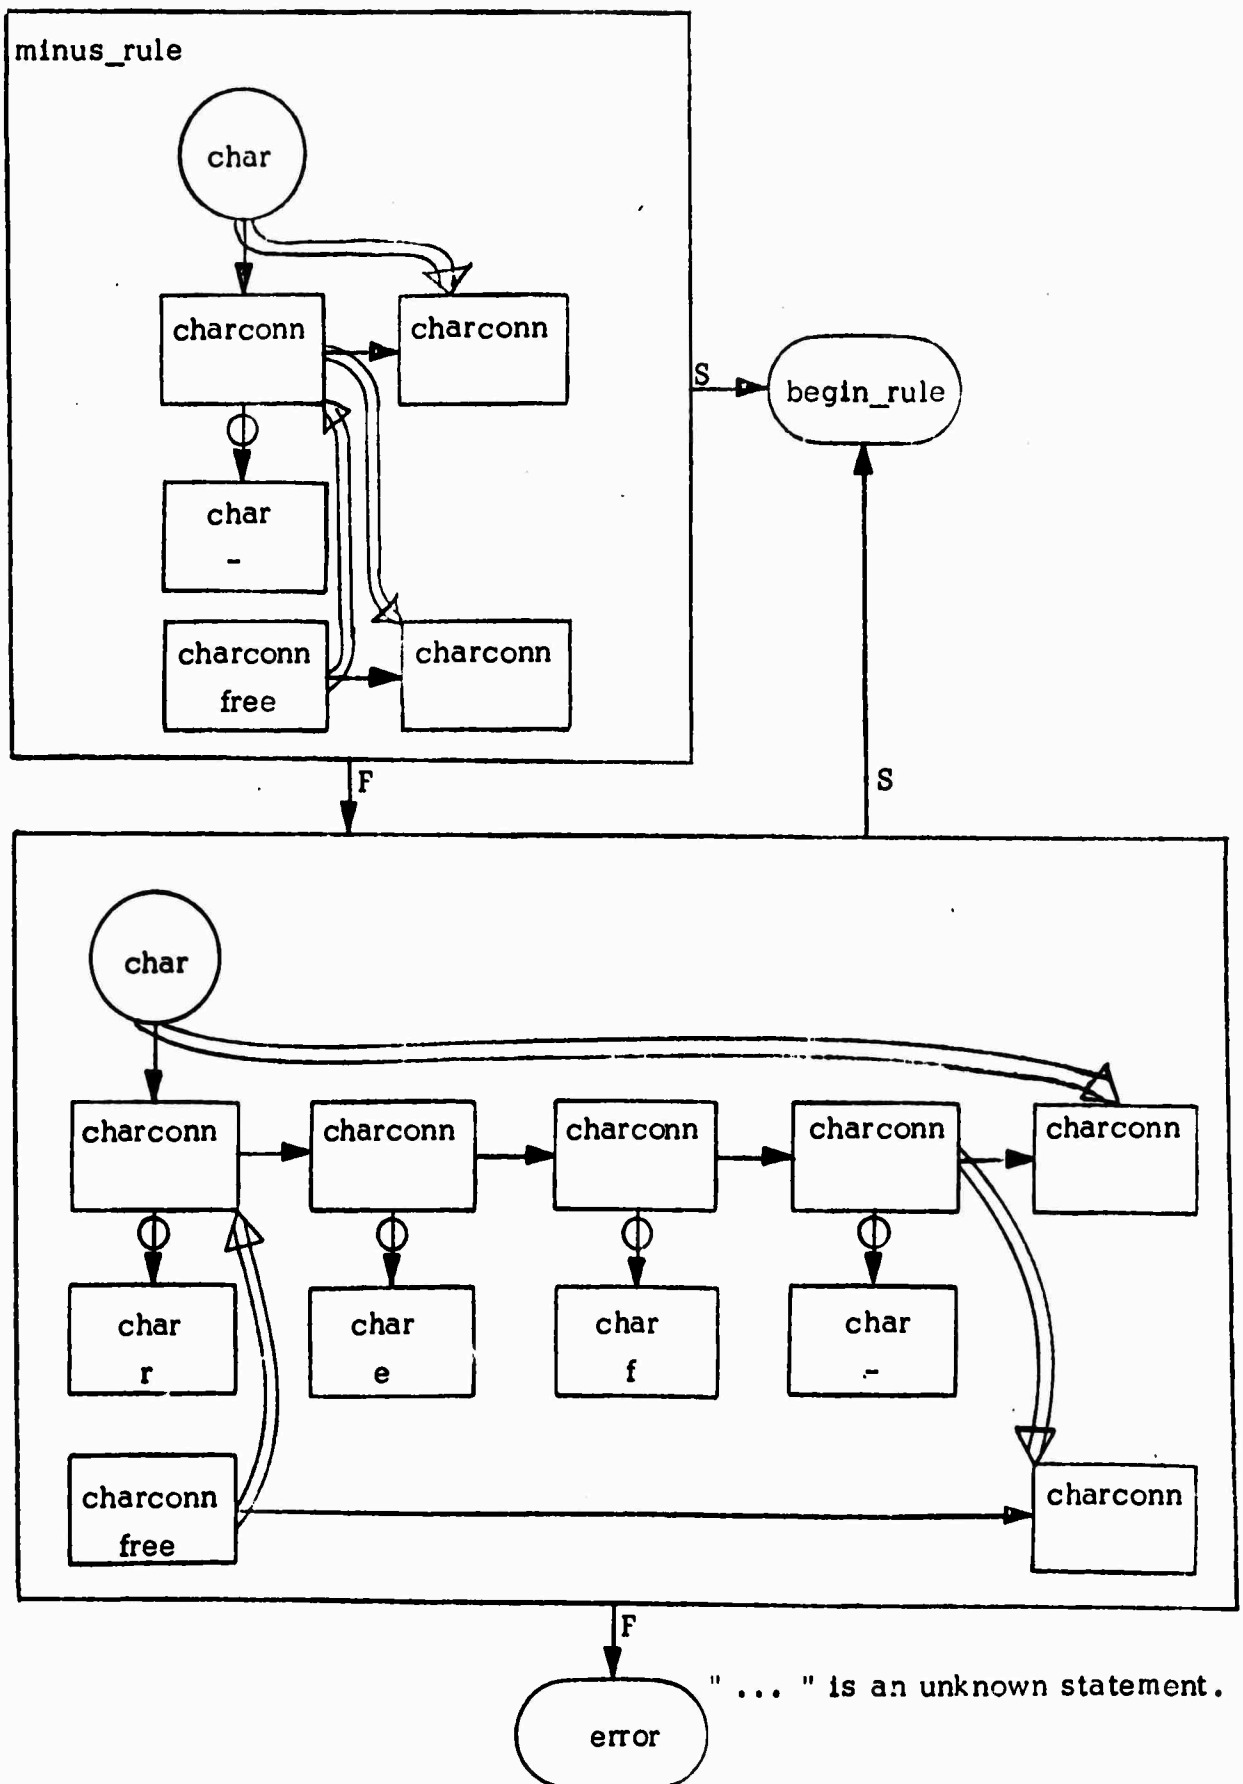 minus_rule
char
charconn charconn
S
begin_rule
char
-
charconn charconn
free
F
S
char
charconn charconn charconn charconn charconn
char char char char
r e f -
charconn charconn
free
F
" ... " is an unknown statement.
error